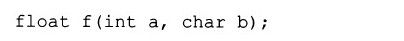 float f(int a, char b);